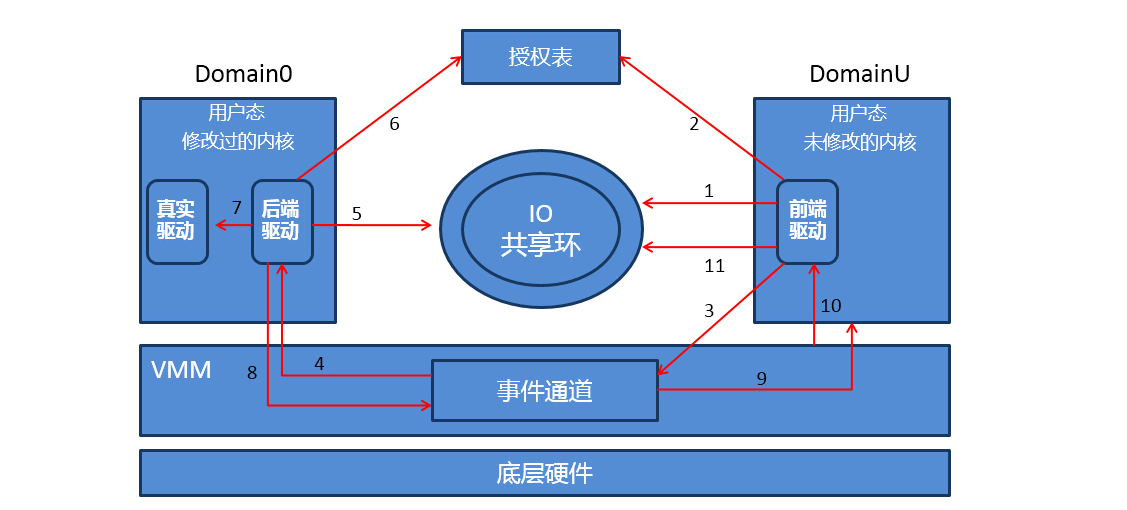 授权表
Domain0
DomainU
用户态
修改过的内核
用户态
未修改的内核
6
2
真实
驱动
7
后端
驱动
5
IO
共享环
1
前端
驱动
11
3
10
VMM
8
4
事件通道
9
底层硬件